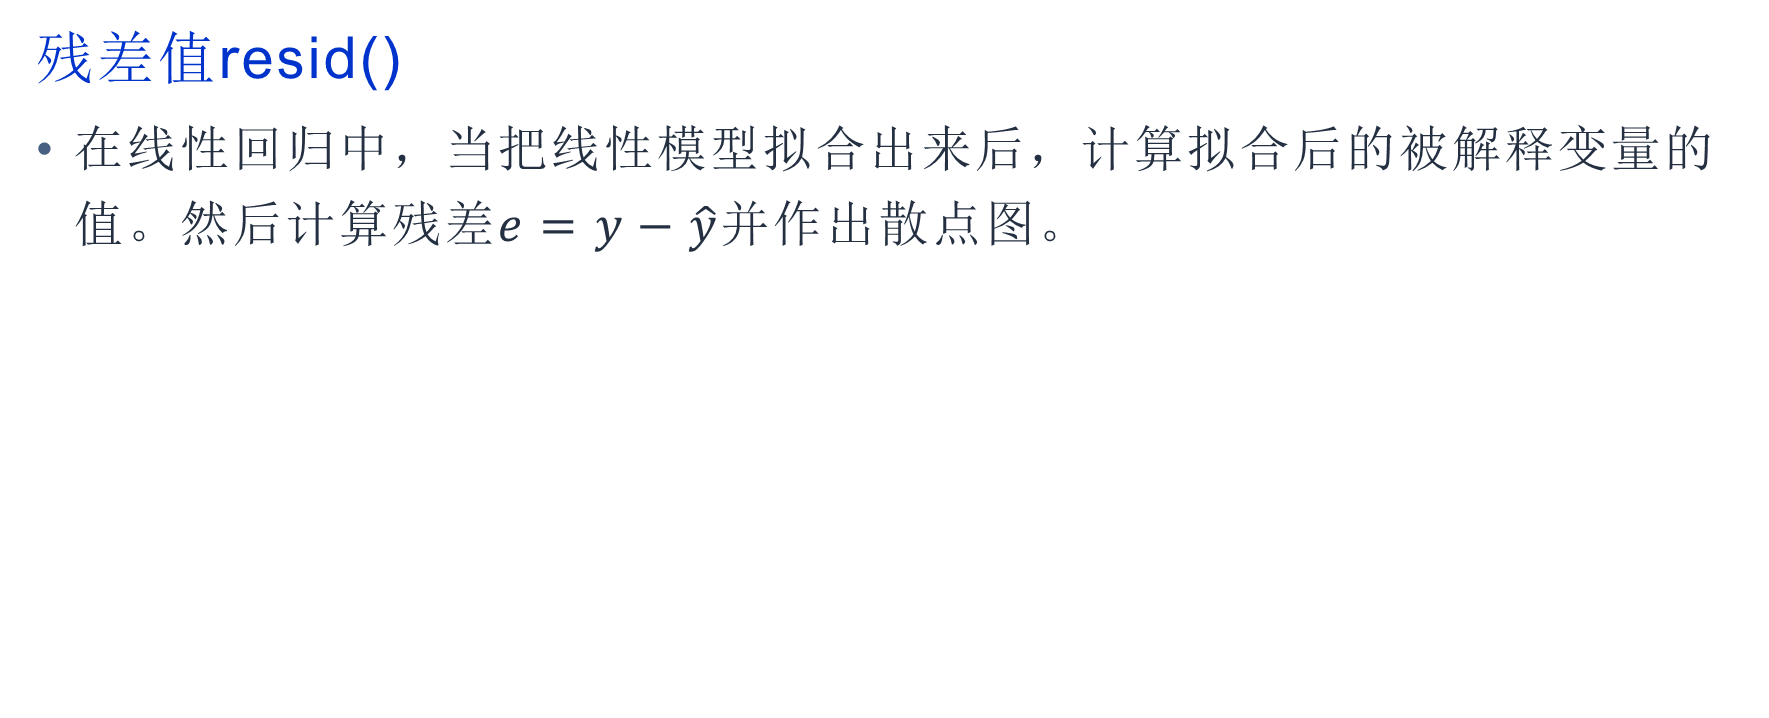 残差值resid()
• 在线性回归中，当把线性模型拟合出来后，计算拟合后的被解释变量的
值。然后计算残差e = y − ŷ并作出散点图。